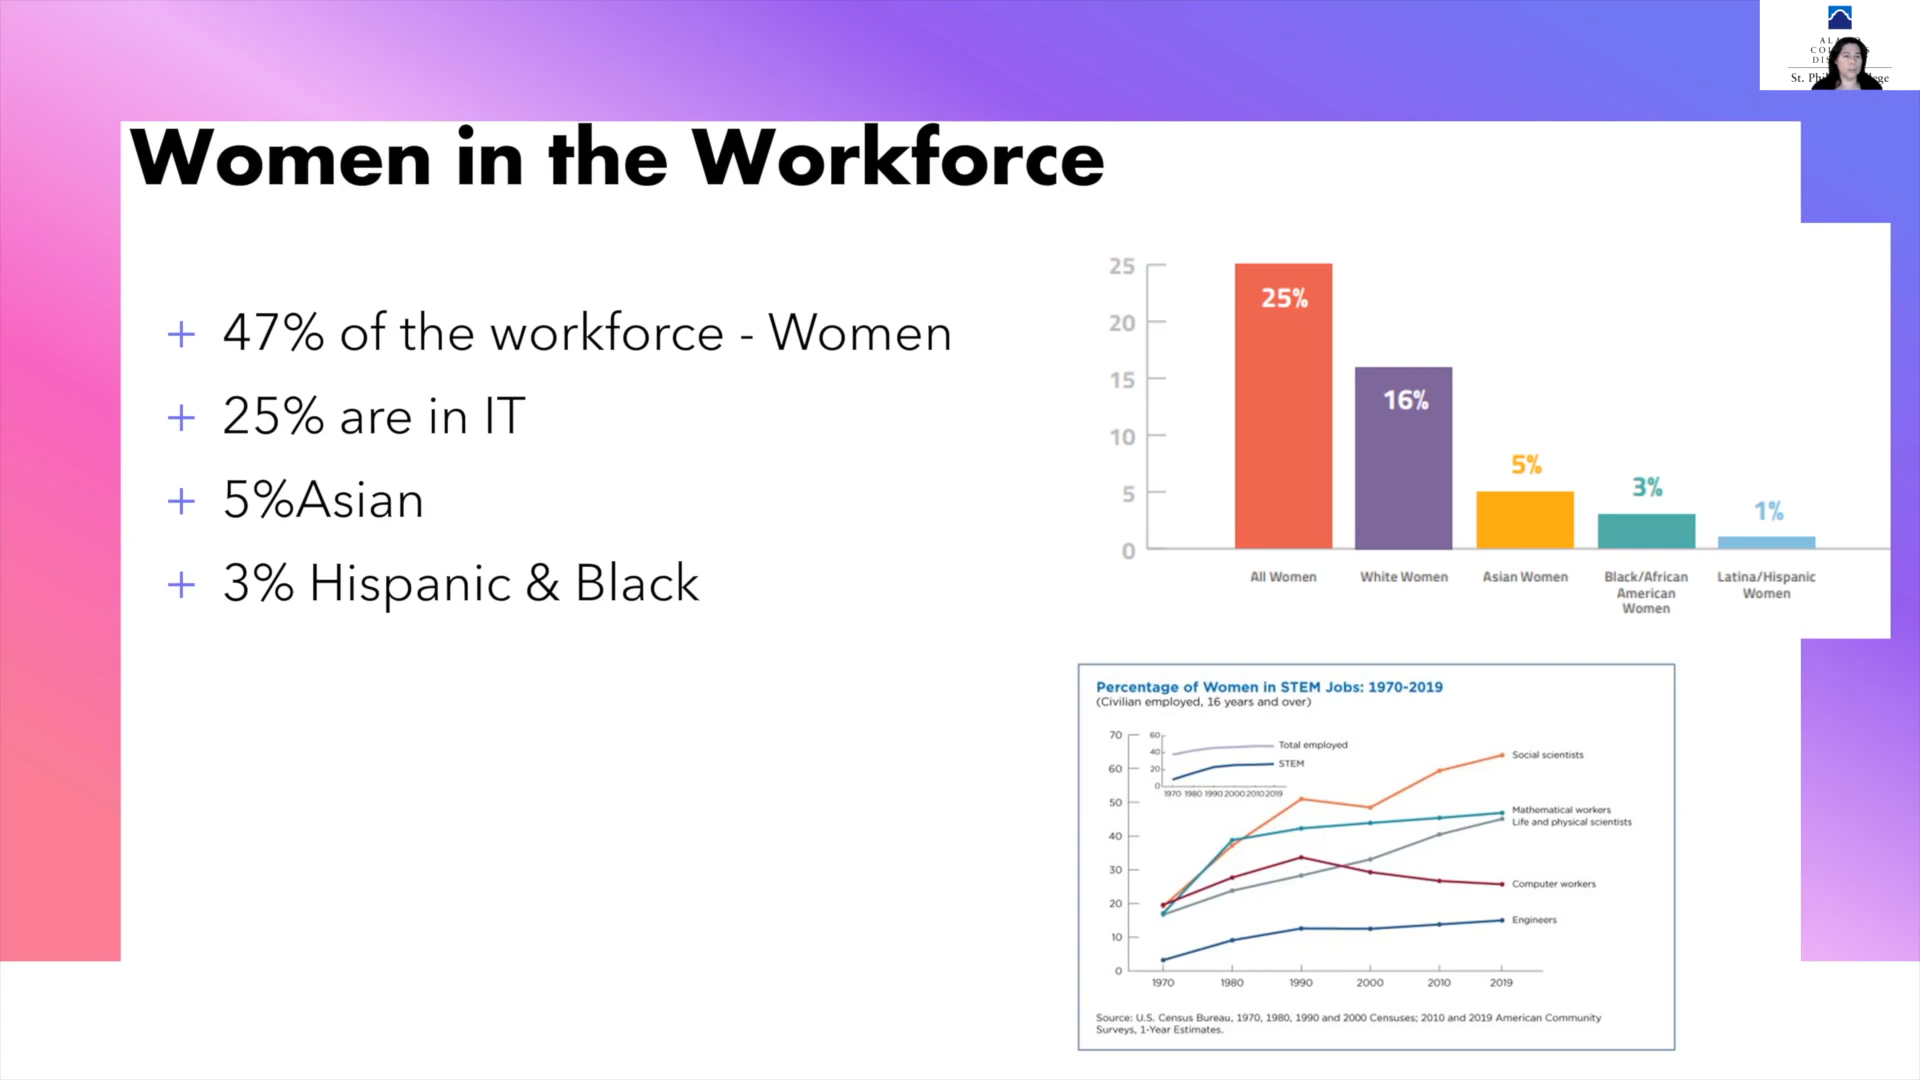 Women in the Workforce
+ 47% of the workforce - Women
+ 25% are in IT
+ 5%Asian
+ 3% Hispanic & Black
25
20
15
10
5
0
25%
16%
5%
3%
1%
All Women
White Women
Asian Women
Black/African
American
Women
Latina/Hispanic
Women
Percentage of Women in STEM Jobs: 1970-2019
(Civilian employed, 16 years and over)
70
60
50
40
30
20
10
0
60
40
20
0
Total employed
STEM
1970 1980 1990 2000 2010 2019
Social scientists
Mathematical workers
Life and physical scientists
Computer workers
Engineers
1970 1980 1990 2000 2010 2019
Source: U.S. Census Bureau, 1970, 1980, 1990 and 2000 Censuses; 2010 and 2019 American Community
Surveys, 1-Year Estimates.
St.